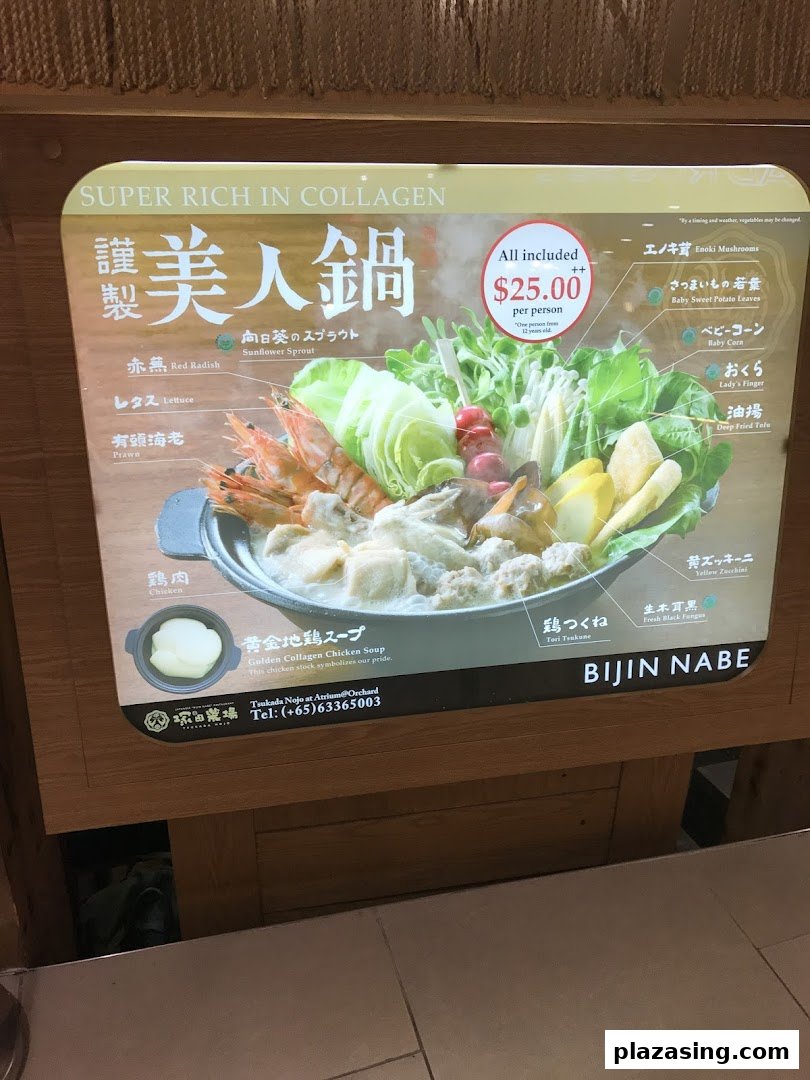 SUPER RICH IN COLLAGEN
*By a timing and weather, vegetables may be changed.
謹製
美人鍋
All included
++
$25.00
per person
*One person from
12 years old.
エノキ茸 Enoki Mushrooms
さつまいもの若葉
Baby Sweet Potato Leaves
ベビーコーン
Baby Corn
おくら
Lady's Finger
油揚
Deep Fried Tofu
向日葵のスプラウト
Sunflower Sprout
赤蕪 Red Radish
レタス Lettuce
有頭海老
Prawn
鶏肉
Chicken
黄金地鶏スープ
Golden Collagen Chicken Soup
This chicken stock symbolizes our pride.
黄ズッキーニ
Yellow Zucchini
生木耳黒
Fresh Black Fungus
鶏つくね
Tori Tsukune
BIJIN NABE
塚田農場
TSUKADA NOJO
Tsukada Nojo at Atrium@Orchard
Tel: (+65)63365003
plazasing.com